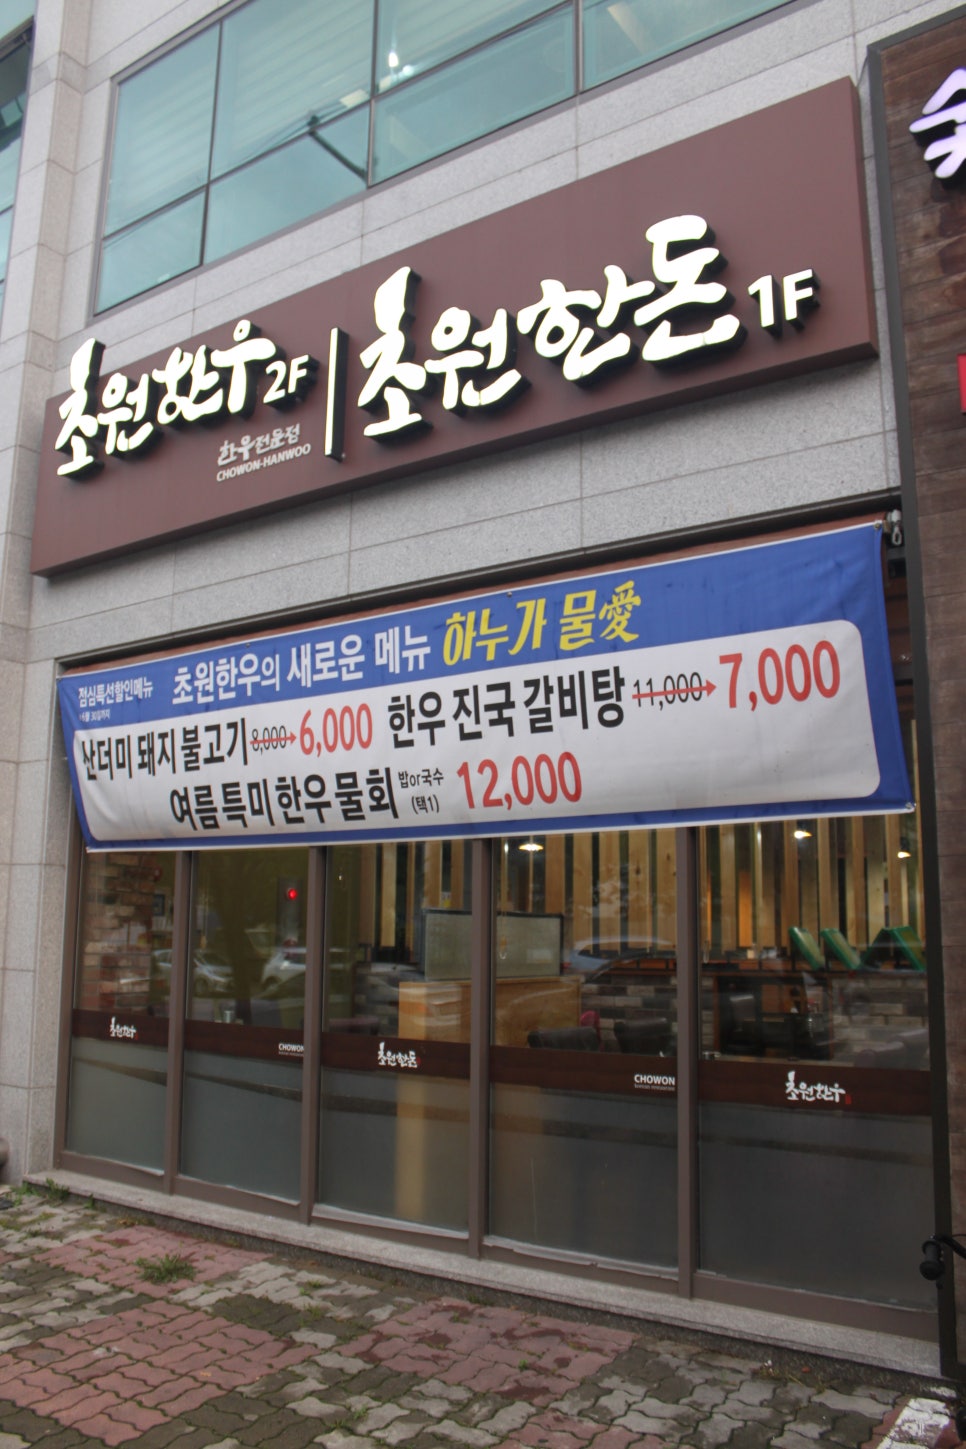 초원한우 2F
한우전문점
CHOWON-HANWOO
초원한돈 1F
점심특선할인메뉴
초원한우의 새로운 메뉴 하누가 물愛
산더미 돼지 불고기 8,000 → 6,000
한우 진국 갈비탕 11,000 → 7,000
여름 특미 한우 물회 밥or국수 (택1) 12,000
초원한우
CHOWON
초원한돈
CHOWON
초원한우